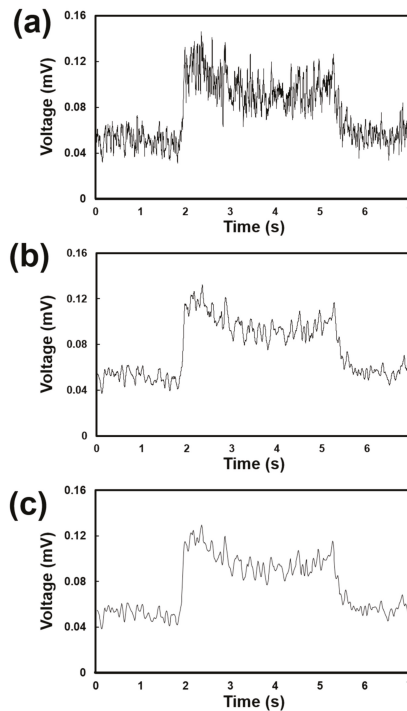 (a)
0.16
0.12
0.08
0.04
0
Voltage (mV)
0 1 2 3 4 5 6
Time (s)
(b)
0.16
0.12
0.08
0.04
0
Voltage (mV)
0 1 2 3 4 5 6
Time (s)
(c)
0.16
0.12
0.08
0.04
0
Voltage (mV)
0 1 2 3 4 5 6
Time (s)